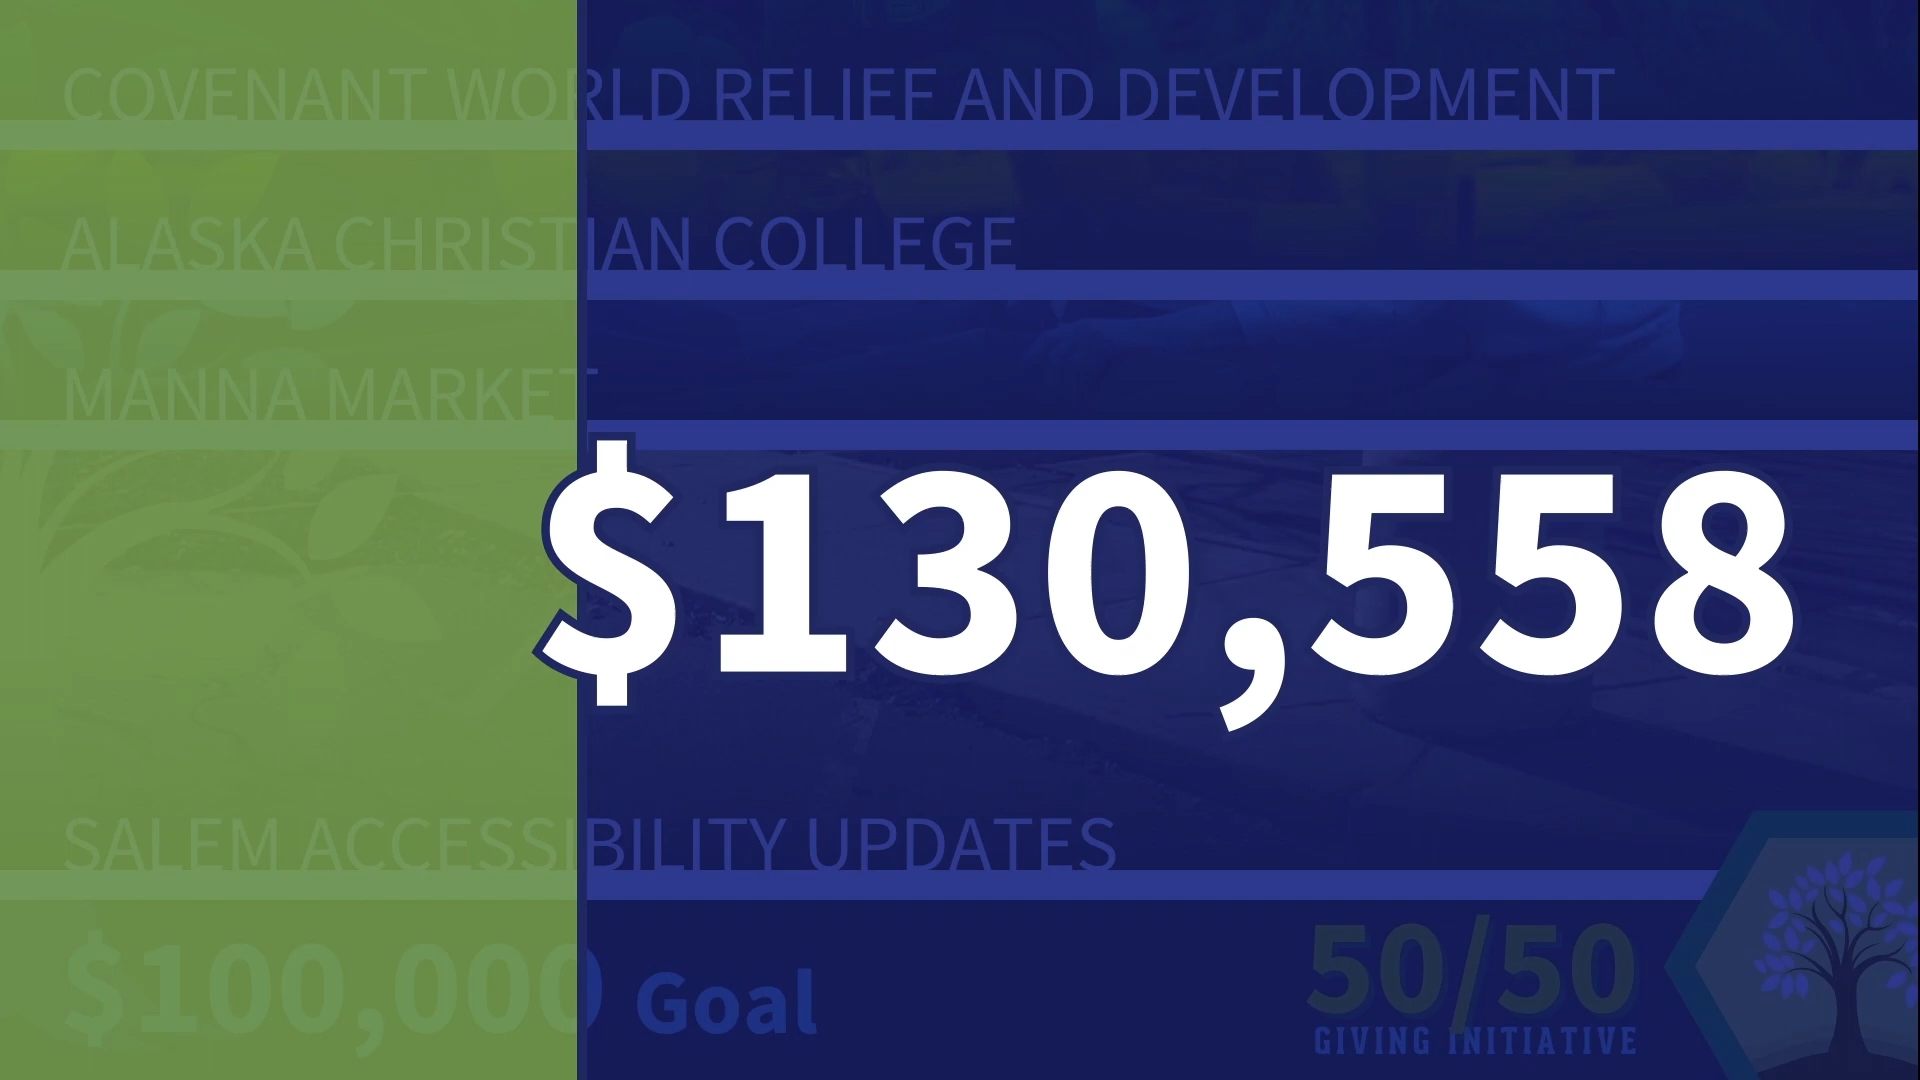 COVENANT WORLD RELIEF AND DEVELOPMENT
ALASKA CHRISTIAN COLLEGE
MANNA MARKET
$130,558
SALEM ACCESSIBILITY UPDATES
$100,000 Goal
50/50
GIVING INITIATIVE